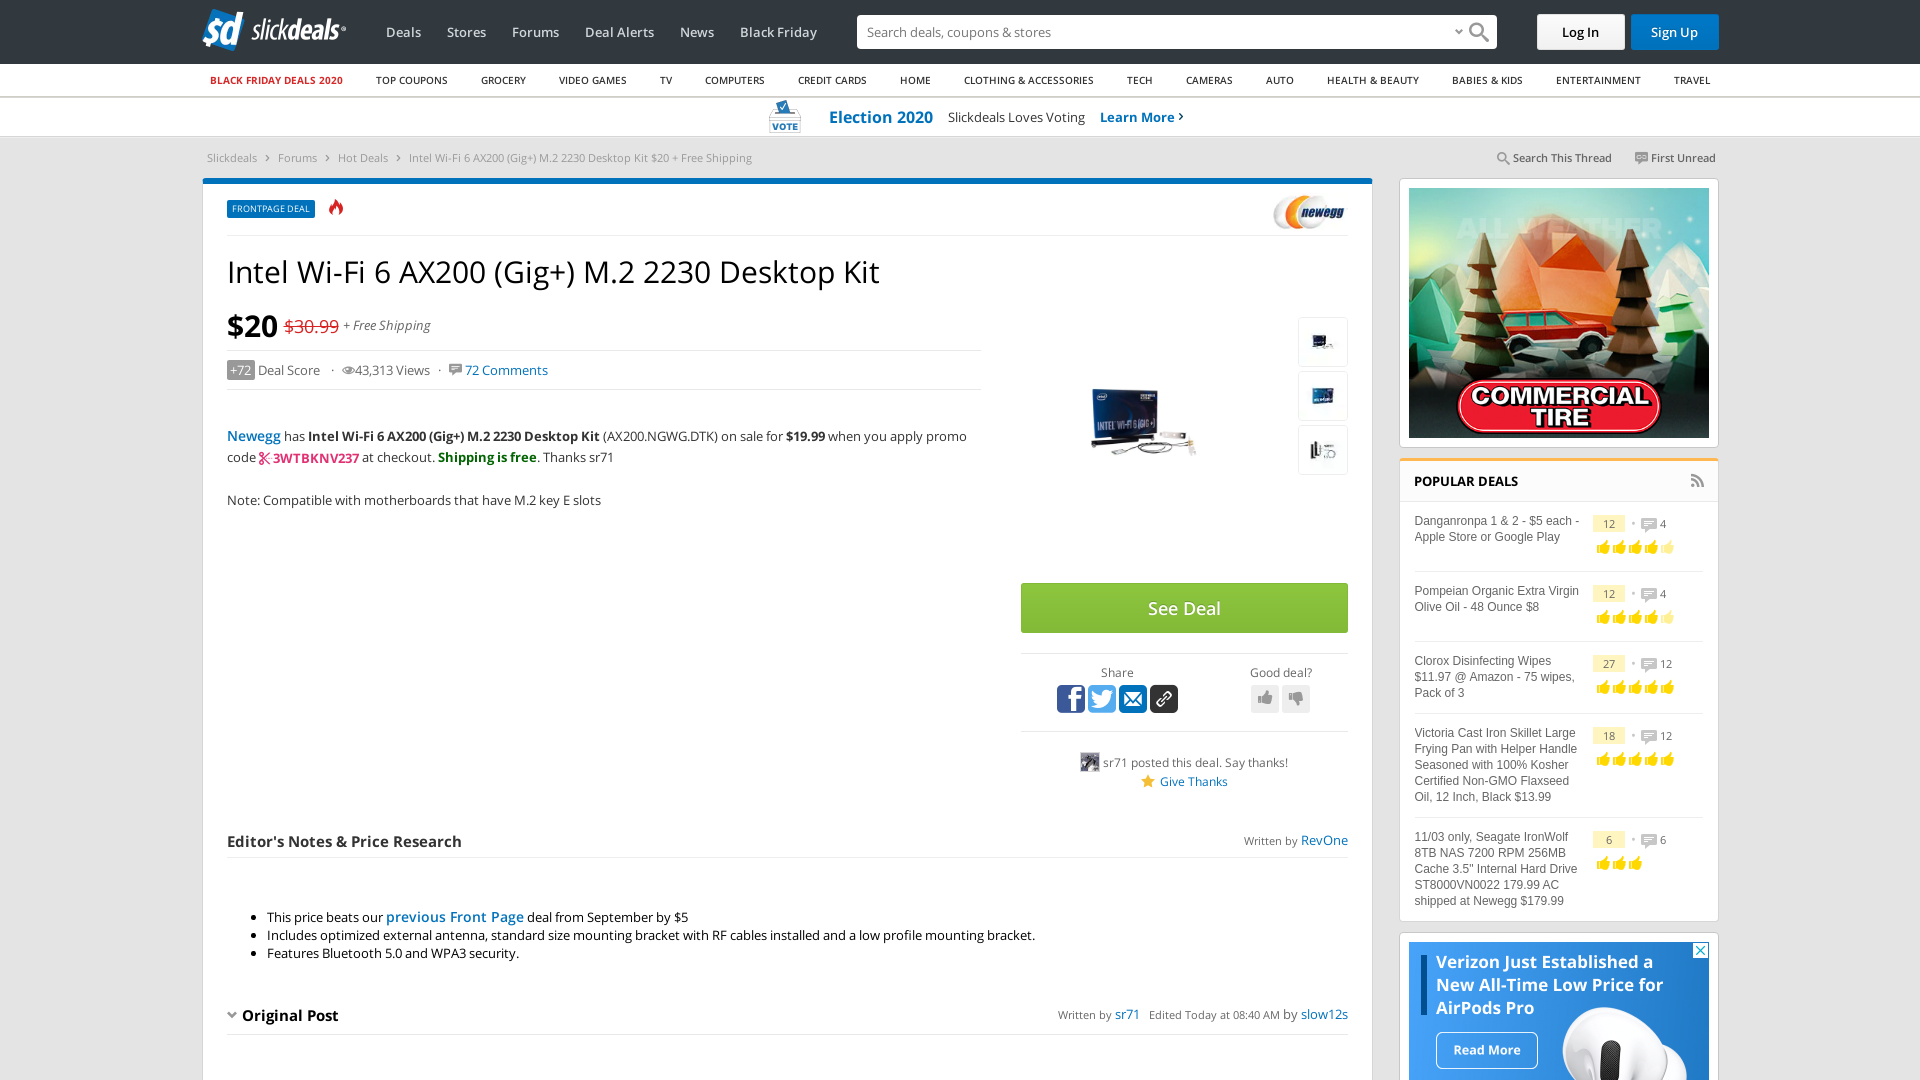 slickdeals
Deals Stores Forums Deal Alerts News Black Friday
Search deals, coupons & stores
Log In
Sign Up
BLACK FRIDAY DEALS 2020 TOP COUPONS GROCERY VIDEO GAMES TV COMPUTERS CREDIT CARDS HOME CLOTHING & ACCESSORIES TECH CAMERAS AUTO HEALTH & BEAUTY BABIES & KIDS ENTERTAINMENT TRAVEL
VOTE Election 2020 Slickdeals Loves Voting Learn More
Slickdeals Forums Hot Deals Intel Wi-Fi 6 AX200 (Gig+) M.2 2230 Desktop Kit $20 + Free Shipping
Search This Thread First Unread
FRONTPAGE DEAL
newegg
Intel Wi-Fi 6 AX200 (Gig+) M.2 2230 Desktop Kit
$20 $30.99 + Free Shipping
+72 Deal Score · 43,313 Views · 72 Comments
Newegg has Intel Wi-Fi 6 AX200 (Gig+) M.2 2230 Desktop Kit (AX200.NGWG.DTK) on sale for $19.99 when you apply promo
code 3WTBKNV237 at checkout. Shipping is free. Thanks sr71
Note: Compatible with motherboards that have M.2 key E slots
INTEL WI-FI 6 (GIG+)
See Deal
Share
Good deal?
sr71 posted this deal. Say thanks!
Give Thanks
Editor's Notes & Price Research
Written by RevOne
This price beats our previous Front Page deal from September by $5
Includes optimized external antenna, standard size mounting bracket with RF cables installed and a low profile mounting bracket.
Features Bluetooth 5.0 and WPA3 security.
Original Post
Written by sr71 Edited Today at 08:40 AM by slow12s
ALL WEATHER
COMMERCIAL
TIRE
POPULAR DEALS
Danganronpa 1 & 2 - $5 each -
Apple Store or Google Play
12 • 4
Pompeian Organic Extra Virgin
Olive Oil - 48 Ounce $8
12 • 4
Clorox Disinfecting Wipes
$11.97 @ Amazon - 75 wipes,
Pack of 3
27 • 12
Victoria Cast Iron Skillet Large
Frying Pan with Helper Handle
Seasoned with 100% Kosher
Certified Non-GMO Flaxseed
Oil, 12 Inch, Black $13.99
18 • 12
11/03 only, Seagate IronWolf
8TB NAS 7200 RPM 256MB
Cache 3.5" Internal Hard Drive
ST8000VN0022 179.99 AC
shipped at Newegg $179.99
6 • 6
Verizon Just Established a
New All-Time Low Price for
AirPods Pro
Read More